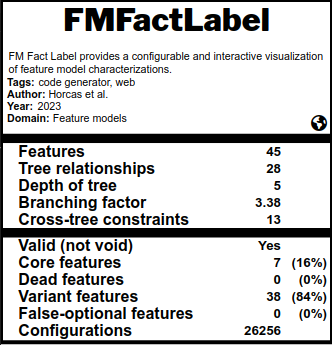 FMFactLabel
FM Fact Label provides a configurable and interactive visualization
of feature model characterizations.
Tags: code generator, web
Author: Horcas et al.
Year: 2023
Domain: Feature models
Features 45
Tree relationships 28
Depth of tree 5
Branching factor 3.38
Cross-tree constraints 13
Valid (not void) Yes
Core features 7 (16%)
Dead features 0 (0%)
Variant features 38 (84%)
False-optional features 0 (0%)
Configurations 26256